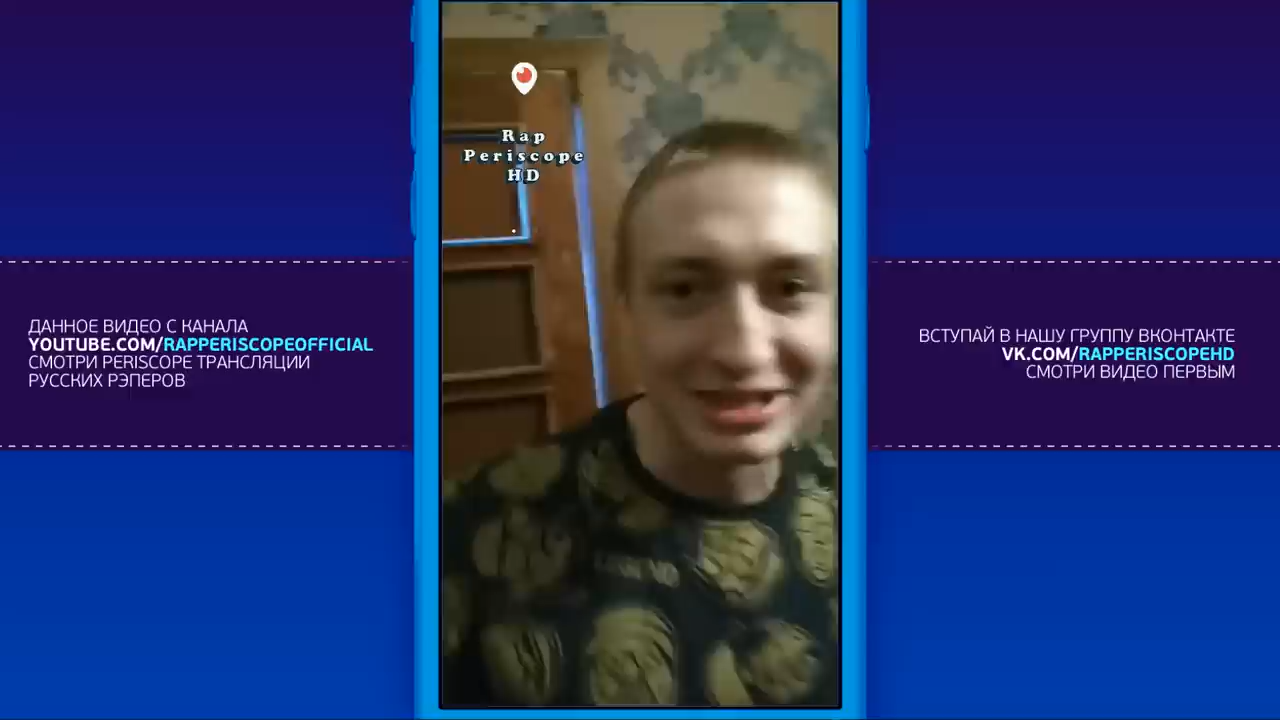 Rap
Periscope
HD
ДАННОЕ ВИДЕО С КАНАЛА
YOUTUBE.COM/RAPPERISCOPEOFFICIAL
СМОТРИ PERISCOPE ТРАНСЛЯЦИИ
РУССКИХ РЭПЕРОВ
ВСТУПАЙ В НАШУ ГРУППУ ВКОНТАКТЕ
VK.COM/RAPPERISCOPEHD
СМОТРИ ВИДЕО ПЕРВЫМ